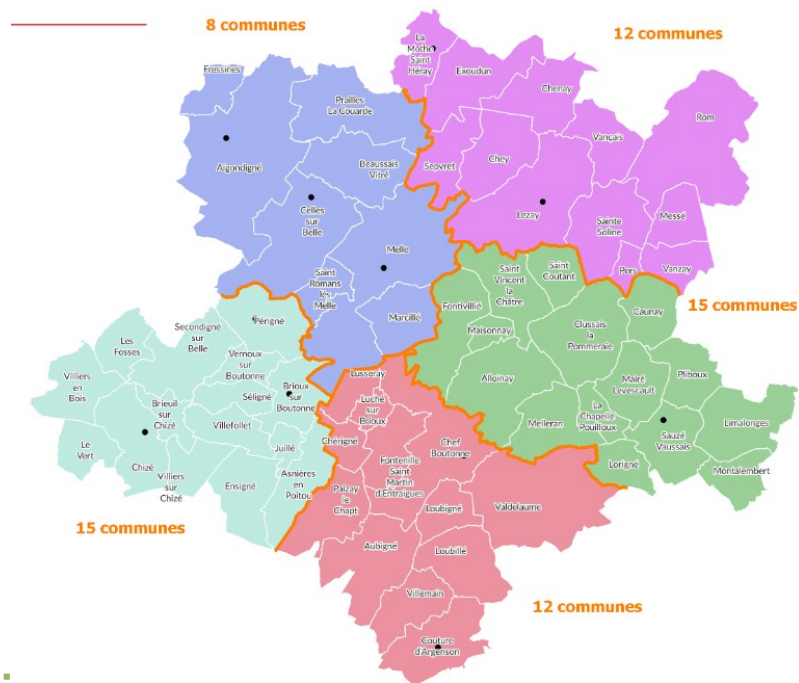 8 communes
12 communes
La
Mothe
Saint
Héray
Exoudun
Chenay
Fressines
Prailles
La Couarde
Rom
Vançais
Aigondigné
Beaussais
Vitré
Sepvret
Chey
Celles
sur
Belle
Lezay
Sainte
Soline
Messé
Melle
Pers
Vanzay
Saint
Romans
lès
Melle
Saint
Vincent
la
Châtre
Saint
Coutant
Fontivillié
15 communes
Marcillé
Maisonnay
Clussais
la
Pommeraie
Caunay
Périgné
Secondigné
sur
Belle
Les
Fosses
Vernoux
sur
Boutonne
Villiers
en
Bois
Séligné
Brioux
sur
Boutonne
Lusseray
Alloinay
Mairé
Levescault
Pliboux
Brieuil
sur
Chizé
Villefollet
Luché
sur
Brioux
Melleran
La
Chapelle
Pouilloux
Limalonges
Sauzé
Vaussais
Le
Vert
Chizé
Juillé
Chérigné
Chef
Boutonne
Villiers
sur
Chizé
Ensigné
Asnières
en
Poitou
Fontenille
Saint
Martin
d'Entraigues
Lorigné
Montalembert
Paizay
le
Chapt
Loubigné
Valdelaume
15 communes
Aubigné
Loubillé
Villemain
12 communes
Couture
d'Argenson